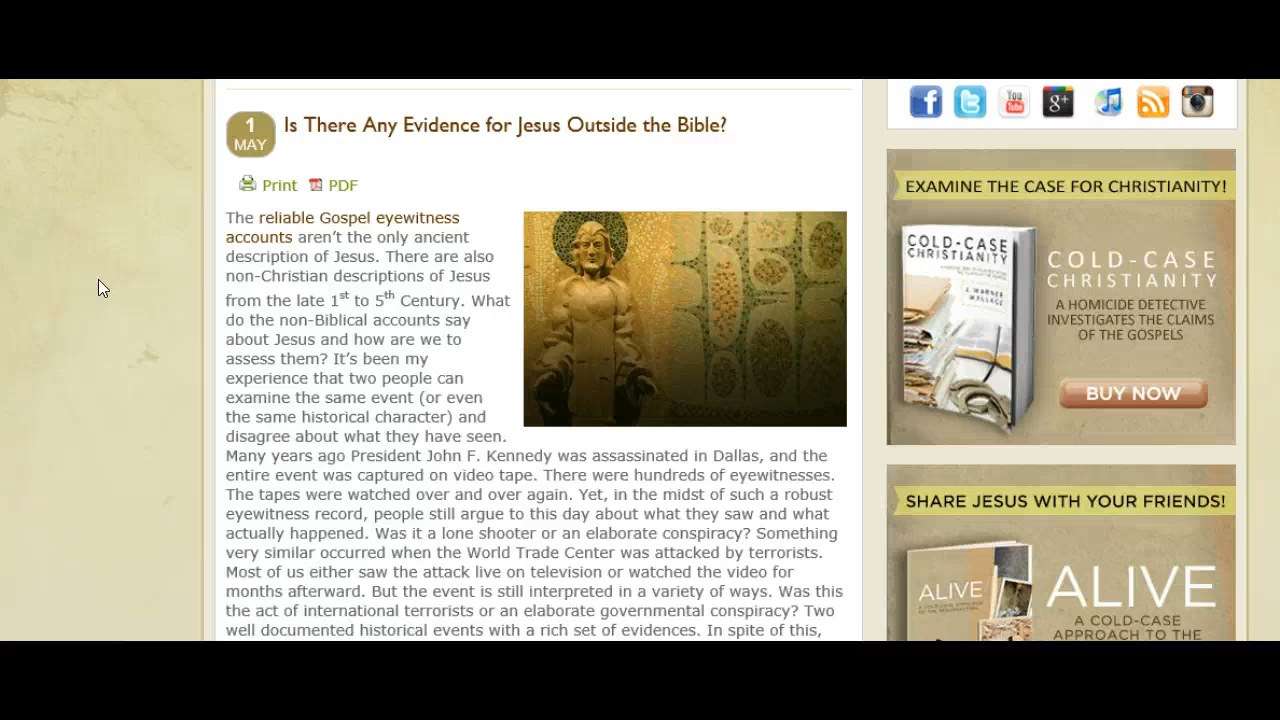 1
MAY
Is There Any Evidence for Jesus Outside the Bible?
Print PDF
The reliable Gospel eyewitness
accounts aren’t the only ancient
description of Jesus. There are also
non-Christian descriptions of Jesus
from the late 1st to 5th Century. What
do the non-Biblical accounts say
about Jesus and how are we to
assess them? It’s been my
experience that two people can
examine the same event (or even
the same historical character) and
disagree about what they have seen.
Many years ago President John F. Kennedy was assassinated in Dallas, and the
entire event was captured on video tape. There were hundreds of eyewitnesses.
The tapes were watched over and over again. Yet, in the midst of such a robust
eyewitness record, people still argue to this day about what they saw and what
actually happened. Was it a lone shooter or an elaborate conspiracy? Something
very similar occurred when the World Trade Center was attacked by terrorists.
Most of us either saw the attack live on television or watched the video for
months afterward. But the event is still interpreted in a variety of ways. Was this
the act of international terrorists or an elaborate governmental conspiracy? Two
well documented historical events with a rich set of evidences. In spite of this,
f t You Tube g+
EXAMINE THE CASE FOR CHRISTIANITY!
COLD-CASE
CHRISTIANITY
J. WARNER
WALLACE
COLD-CASE
CHRISTIANITY
A HOMICIDE DETECTIVE
INVESTIGATES THE CLAIMS
OF THE GOSPELS
BUY NOW
SHARE JESUS WITH YOUR FRIENDS!
ALIVE
ALIVE
A COLD-CASE
APPROACH TO THE